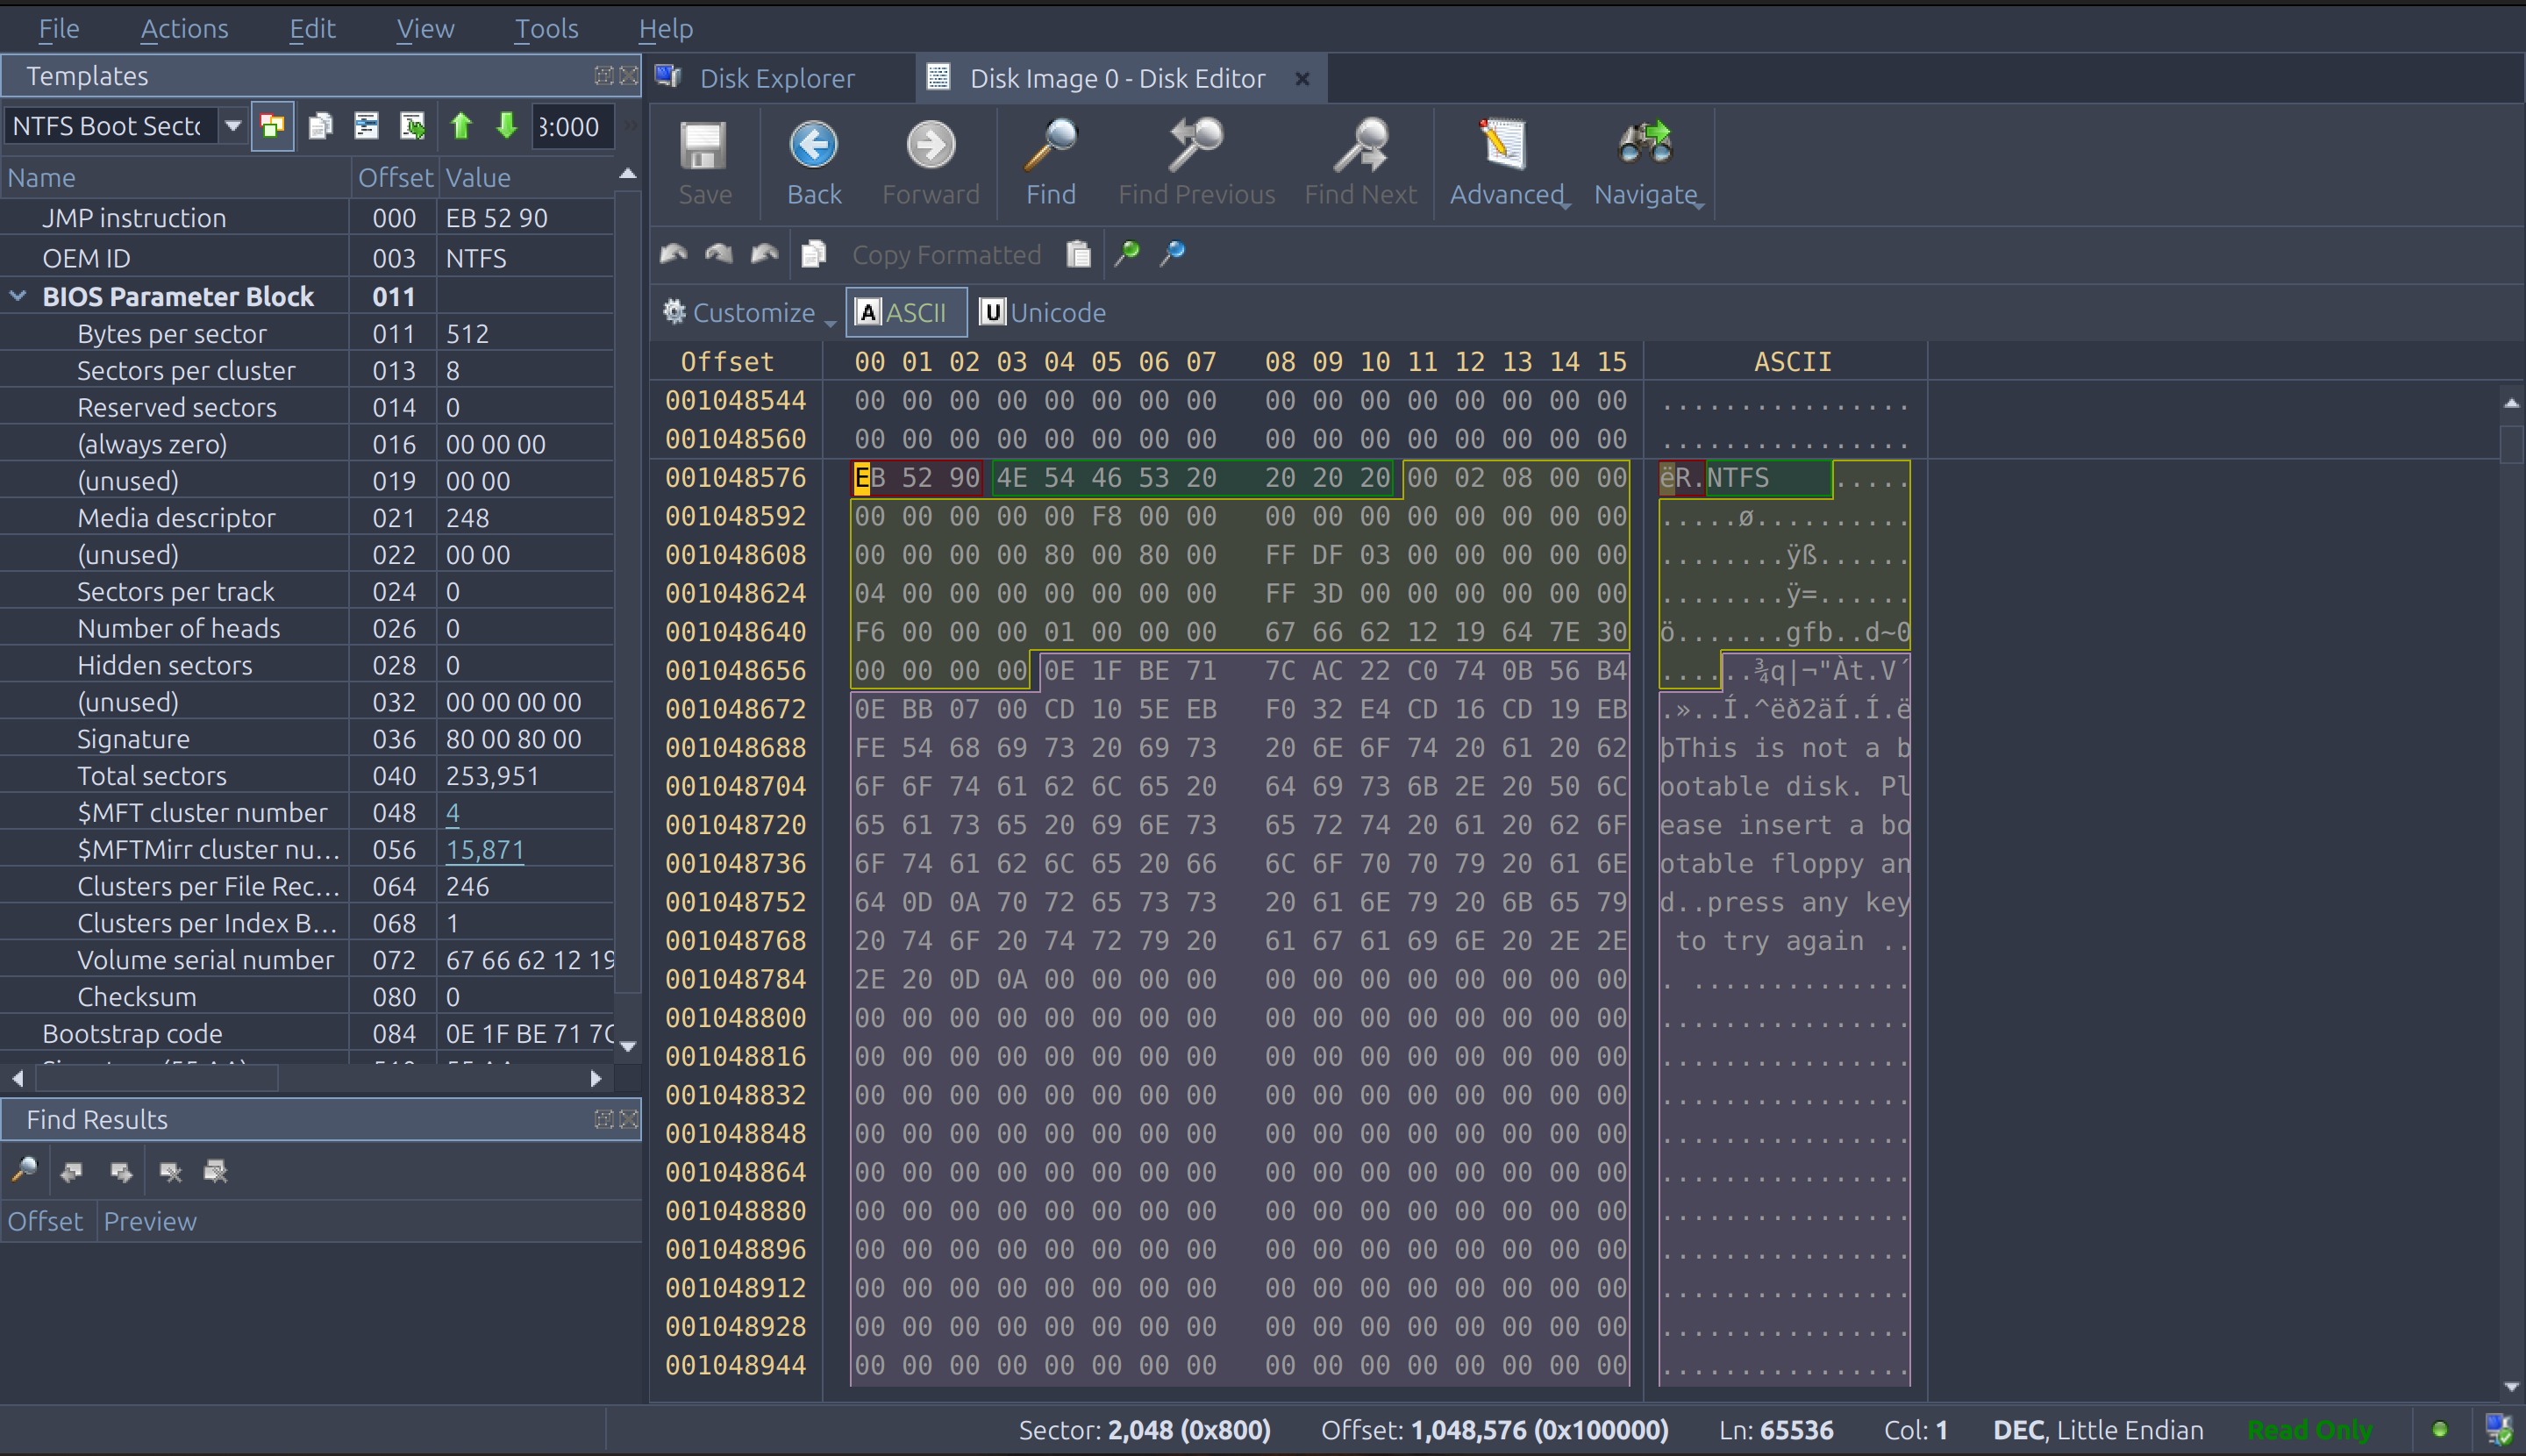 File Actions Edit View Tools Help
Templates
NTFS Boot Secto 3:000
Name Offset Value
JMP instruction 000 EB 52 90
OEM ID 003 NTFS
BIOS Parameter Block 011
Bytes per sector 011 512
Sectors per cluster 013 8
Reserved sectors 014 0
(always zero) 016 00 00 00
(unused) 019 00 00
Media descriptor 021 248
(unused) 022 00 00
Sectors per track 024 0
Number of heads 026 0
Hidden sectors 028 0
(unused) 032 00 00 00 00
Signature 036 80 00 80 00
Total sectors 040 253,951
$MFT cluster number 048 4
$MFTMirr cluster nu... 056 15,871
Clusters per File Rec... 064 246
Clusters per Index B... 068 1
Volume serial number 072 67 66 62 12 19
Checksum 080 0
Bootstrap code 084 0E 1F BE 71 7C
Find Results
Offset Preview
Disk Explorer Disk Image 0 - Disk Editor
Save Back Forward Find Find Previous Find Next Advanced Navigate
Copy Formatted
Customize A ASCII U Unicode
Offset 00 01 02 03 04 05 06 07 08 09 10 11 12 13 14 15 ASCII
001048544 00 00 00 00 00 00 00 00 00 00 00 00 00 00 00 00 ................
001048560 00 00 00 00 00 00 00 00 00 00 00 00 00 00 00 00 ................
001048576 EB 52 90 4E 54 46 53 20 20 20 20 00 02 08 00 00 ëR.NTFS    .....
001048592 00 00 00 00 00 F8 00 00 00 00 00 00 00 00 00 00 .....ø..........
001048608 00 00 00 00 80 00 80 00 FF DF 03 00 00 00 00 00 ........ÿß......
001048624 04 00 00 00 00 00 00 00 FF 3D 00 00 00 00 00 00 ........ÿ=......
001048640 F6 00 00 00 01 00 00 00 67 66 62 12 19 64 7E 30 ö.......gfb..d~0
001048656 00 00 00 00 0E 1F BE 71 7C AC 22 C0 74 0B 56 B4 ......¾q|¬"Àt.V´
001048672 0E BB 07 00 CD 10 5E EB F0 32 E4 CD 16 CD 19 EB .»..Í.^ëð2äÍ.Í.ë
001048688 FE 54 68 69 73 20 69 73 20 6E 6F 74 20 61 20 62 þThis is not a b
001048704 6F 6F 74 61 62 6C 65 20 64 69 73 6B 2E 20 50 6C ootable disk. Pl
001048720 65 61 73 65 20 69 6E 73 65 72 74 20 61 20 62 6F ease insert a bo
001048736 6F 74 61 62 6C 65 20 66 6C 6F 70 70 79 20 61 6E otable floppy an
001048752 64 0D 0A 70 72 65 73 73 20 61 6E 79 20 6B 65 79 d..press any key
001048768 20 74 6F 20 74 72 79 20 61 67 61 69 6E 20 2E 2E  to try again ..
001048784 2E 20 0D 0A 00 00 00 00 00 00 00 00 00 00 00 00 . ..............
001048800 00 00 00 00 00 00 00 00 00 00 00 00 00 00 00 00 ................
001048816 00 00 00 00 00 00 00 00 00 00 00 00 00 00 00 00 ................
001048832 00 00 00 00 00 00 00 00 00 00 00 00 00 00 00 00 ................
001048848 00 00 00 00 00 00 00 00 00 00 00 00 00 00 00 00 ................
001048864 00 00 00 00 00 00 00 00 00 00 00 00 00 00 00 00 ................
001048880 00 00 00 00 00 00 00 00 00 00 00 00 00 00 00 00 ................
001048896 00 00 00 00 00 00 00 00 00 00 00 00 00 00 00 00 ................
001048912 00 00 00 00 00 00 00 00 00 00 00 00 00 00 00 00 ................
001048928 00 00 00 00 00 00 00 00 00 00 00 00 00 00 00 00 ................
001048944 00 00 00 00 00 00 00 00 00 00 00 00 00 00 00 00 ................
Sector: 2,048 (0x800) Offset: 1,048,576 (0x100000) Ln: 65536 Col: 1 DEC, Little Endian Read Only